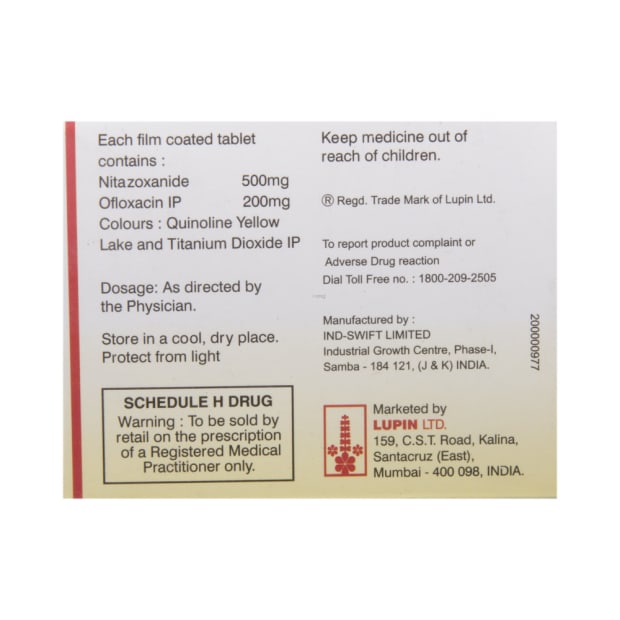 Each film coated tablet
contains :
Nitazoxanide 500mg
Ofloxacin IP 200mg
Colours : Quinoline Yellow
Lake and Titanium Dioxide IP
Dosage: As directed by
the Physician.
Store in a cool, dry place.
Protect from light
SCHEDULE H DRUG
Warning : To be sold by
retail on the prescription
of a Registered Medical
Practitioner only.
Keep medicine out of
reach of children.
® Regd. Trade Mark of Lupin Ltd.
To report product complaint or
Adverse Drug reaction
Dial Toll Free no. : 1800-209-2505
Manufactured by :
IND-SWIFT LIMITED
Industrial Growth Centre, Phase-I,
Samba - 184 121, (J & K) INDIA.
Marketed by
LUPIN LTD.
159, C.S.T. Road, Kalina,
Santacruz (East),
Mumbai - 400 098, INDIA.
200000977